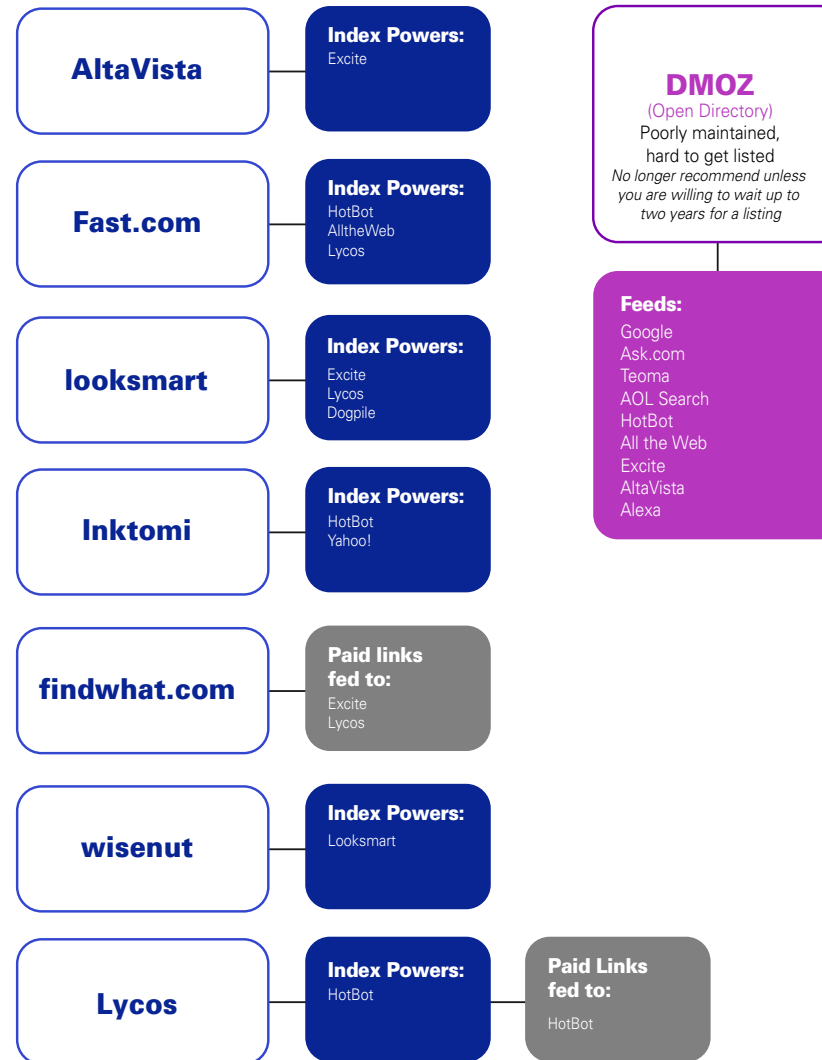 AltaVista
Index Powers:
Excite
Fast.com
Index Powers:
HotBot
AlltheWeb
Lycos
looksmart
Index Powers:
Excite
Lycos
Dogpile
Inktomi
Index Powers:
HotBot
Yahoo!
findwhat.com
Paid links
fed to:
Excite
Lycos
wisenut
Index Powers:
Looksmart
Lycos
Index Powers:
HotBot
Paid Links
fed to:
HotBot
DMOZ
(Open Directory)
Poorly maintained,
hard to get listed
No longer recommend unless
you are willing to wait up to
two years for a listing
Feeds:
Google
Ask.com
Teoma
AOL Search
HotBot
All the Web
Excite
AltaVista
Alexa